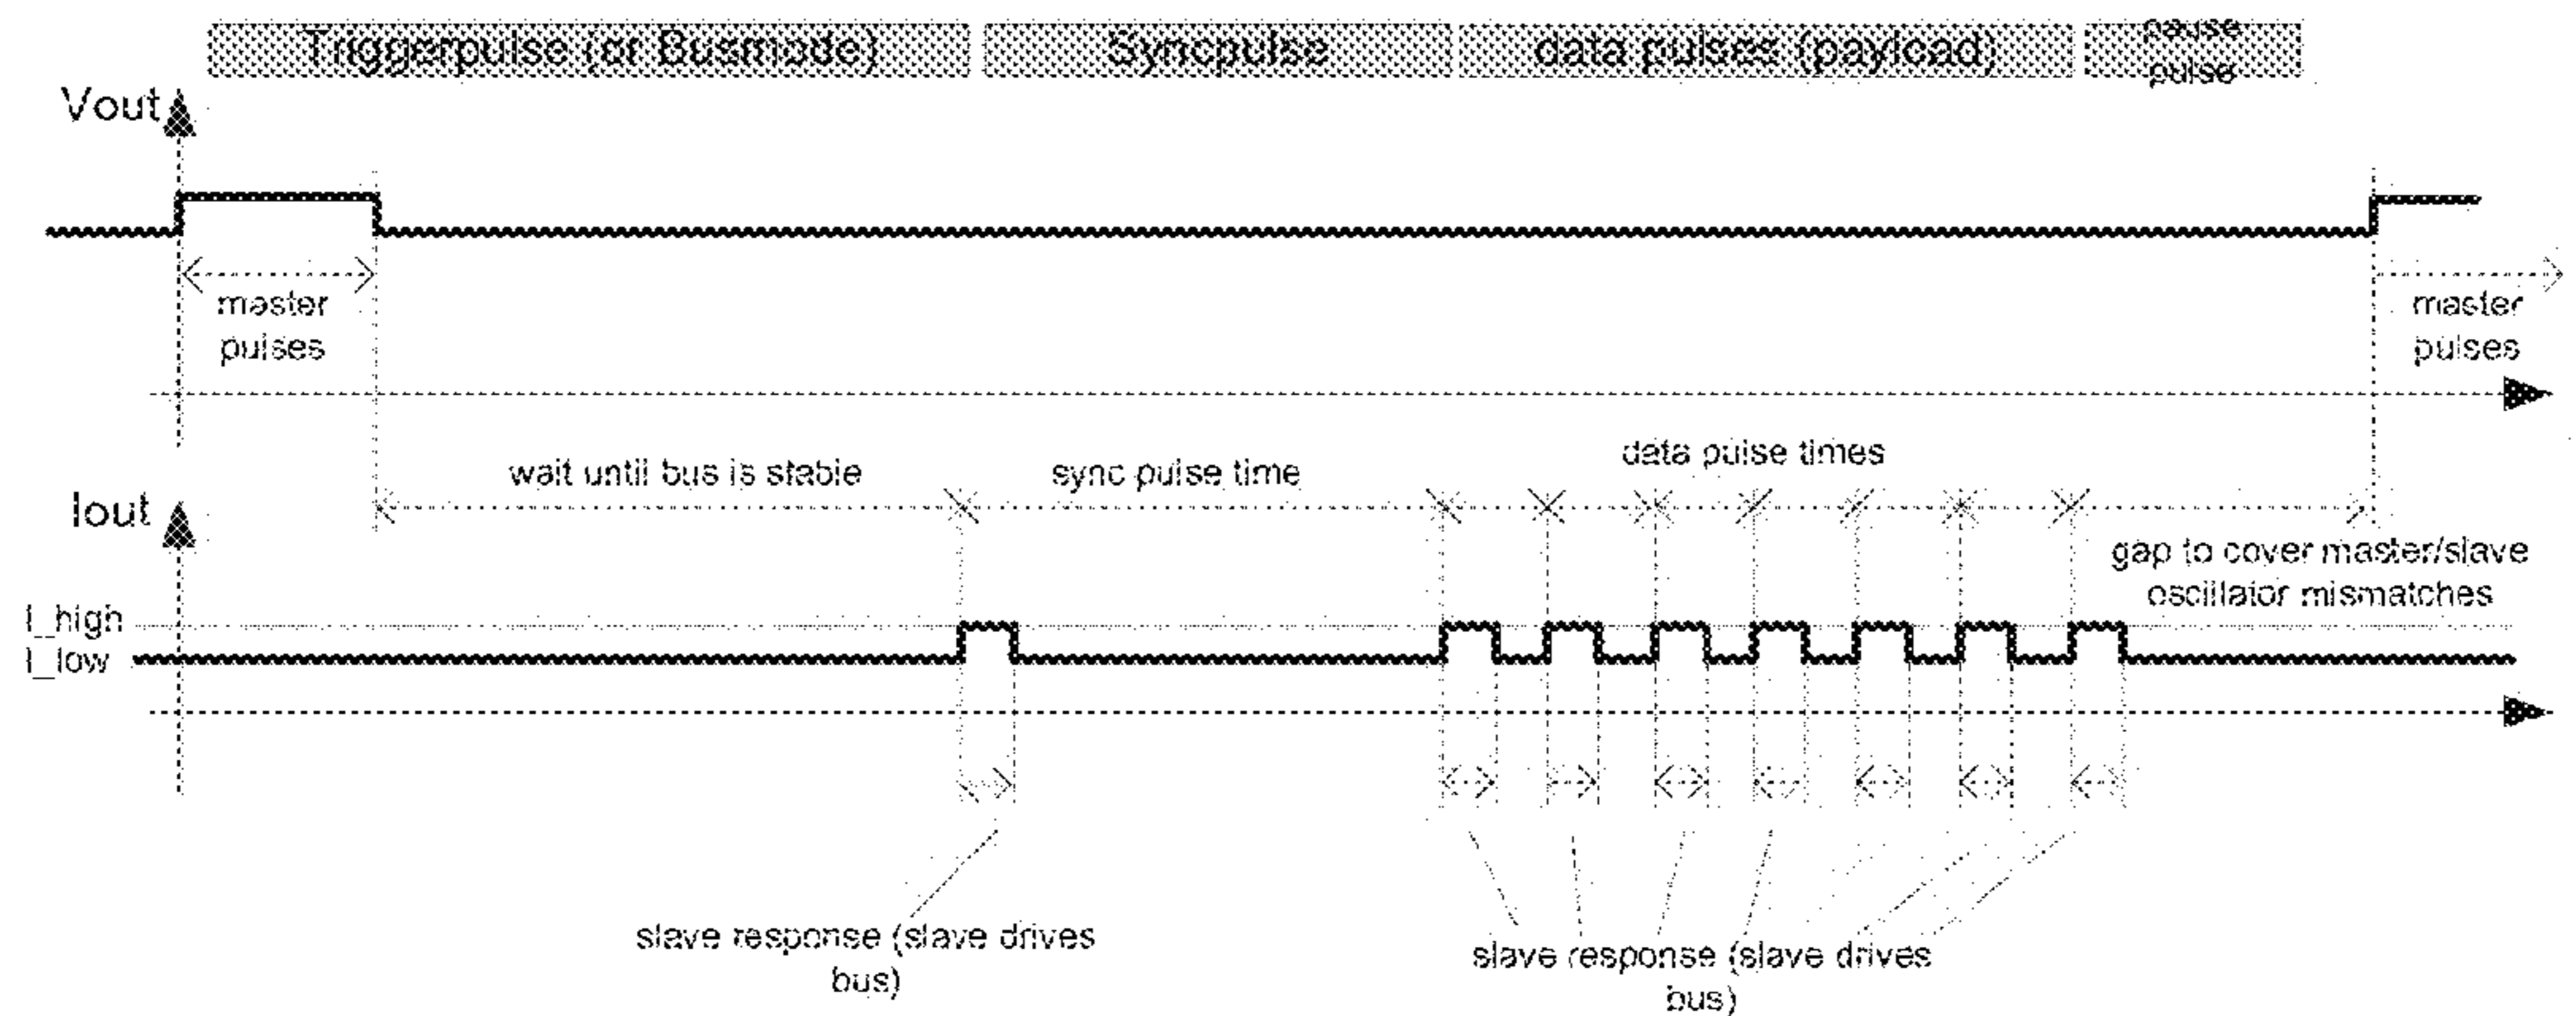 Triggerpulse (or Busmode)
Syncpulse
data pulses (payload)
pause
pulse
Vout
master
pulses
master
pulses
wait until bus is stable
sync pulse time
data pulse times
Iout
gap to cover master/slave
oscillator mismatches
I_high
I_low
slave response (slave drives
bus)
slave response (slave drives
bus)